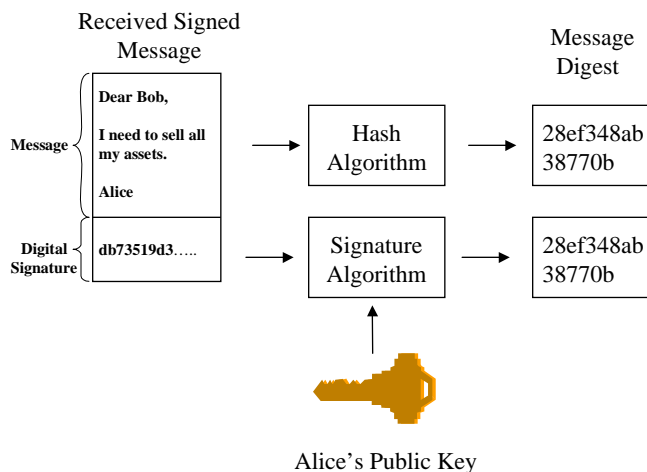 Received Signed
Message
Message
Digest
Message
Dear Bob,
I need to sell all
my assets.
Alice
Hash
Algorithm
28ef348ab
38770b
Digital
Signature
db73519d3…..
Signature
Algorithm
28ef348ab
38770b
Alice’s Public Key